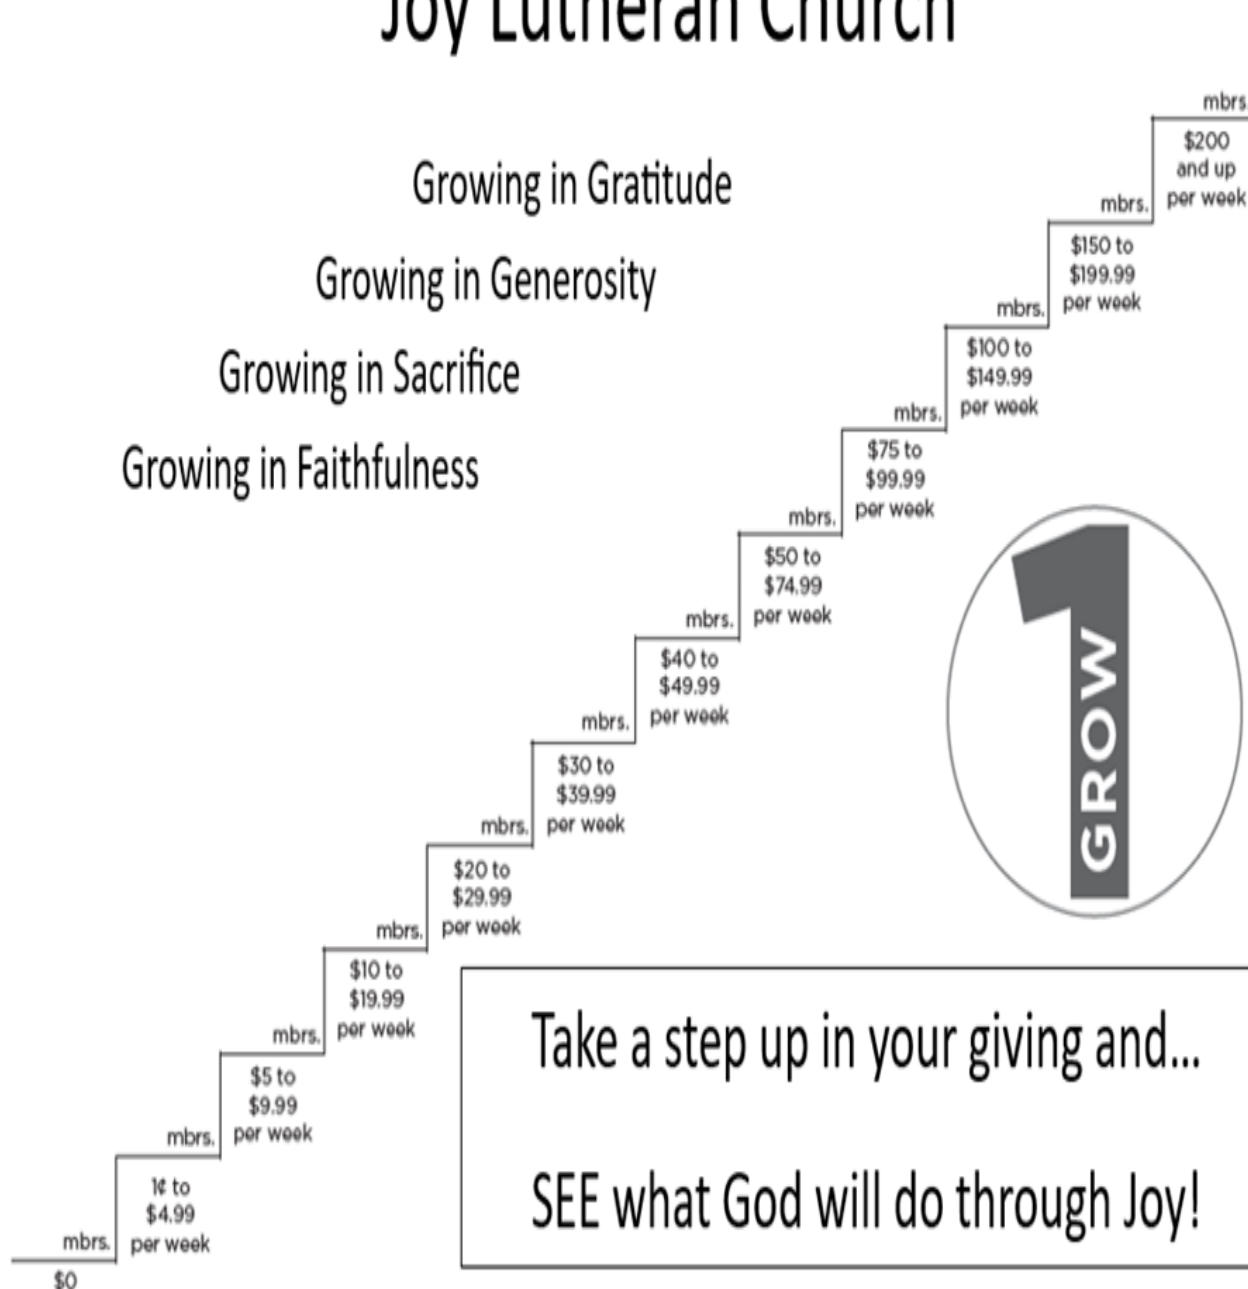 Joy Lutheran Church
mbrs.
$200
and up
per week
Growing in Gratitude
mbrs.
$150 to
$199.99
per week
Growing in Generosity
mbrs.
$100 to
$149.99
per week
Growing in Sacrifice
mbrs.
$75 to
$99.99
per week
Growing in Faithfulness
mbrs.
$50 to
$74.99
per week
mbrs.
$40 to
$49.99
per week
GROW1
mbrs.
$30 to
$39.99
per week
mbrs.
$20 to
$29.99
per week
mbrs.
$10 to
$19.99
per week
mbrs.
$5 to
$9.99
per week
mbrs.
1¢ to
$4.99
per week
mbrs.
$0
Take a step up in your giving and...
SEE what God will do through Joy!